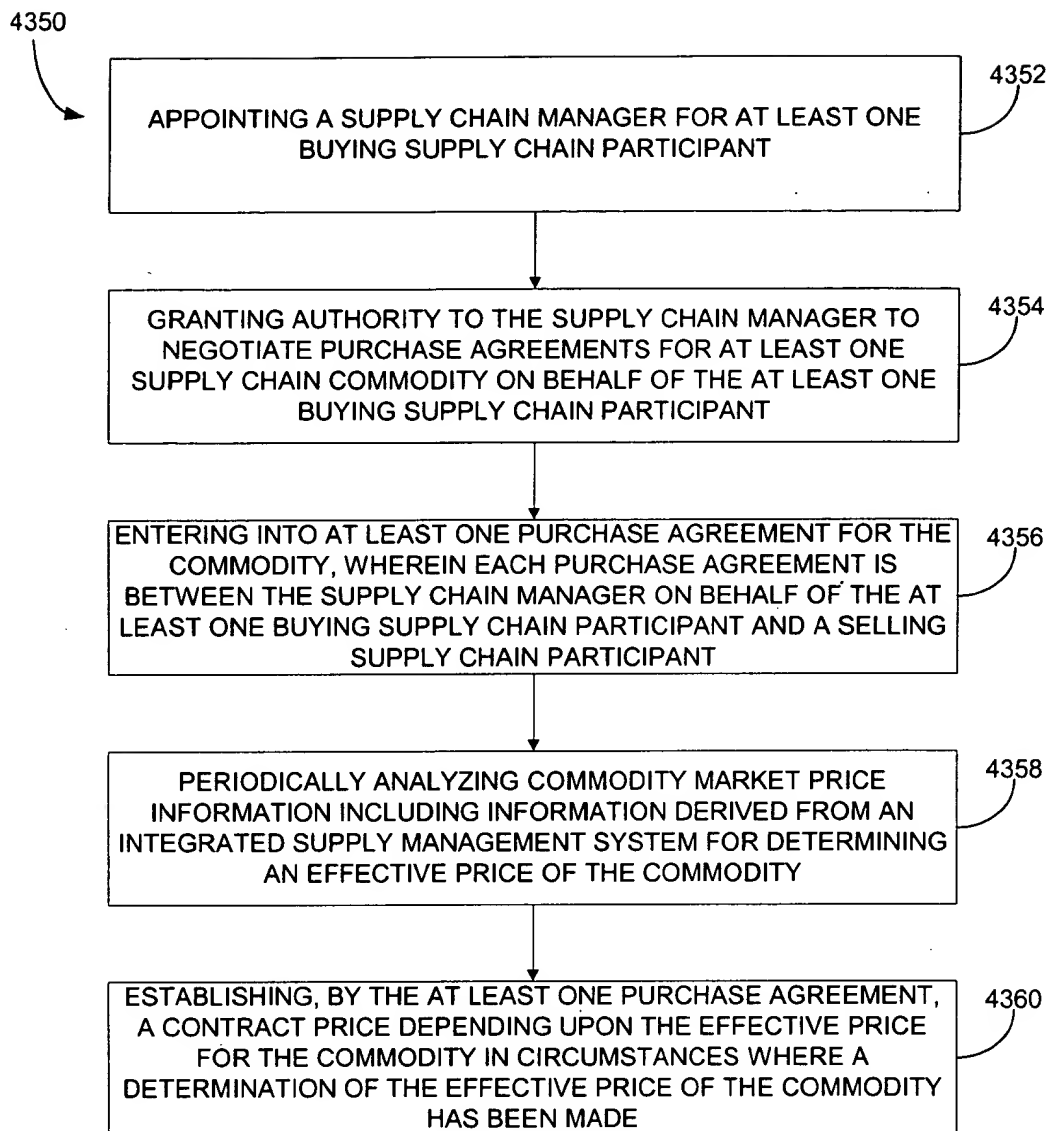 4350
4352
APPOINTING A SUPPLY CHAIN MANAGER FOR AT LEAST ONE
BUYING SUPPLY CHAIN PARTICIPANT
4354
GRANTING AUTHORITY TO THE SUPPLY CHAIN MANAGER TO
NEGOTIATE PURCHASE AGREEMENTS FOR AT LEAST ONE
SUPPLY CHAIN COMMODITY ON BEHALF OF THE AT LEAST ONE
BUYING SUPPLY CHAIN PARTICIPANT
4356
ENTERING INTO AT LEAST ONE PURCHASE AGREEMENT FOR THE
COMMODITY, WHEREIN EACH PURCHASE AGREEMENT IS
BETWEEN THE SUPPLY CHAIN MANAGER ON BEHALF OF THE AT
LEAST ONE BUYING SUPPLY CHAIN PARTICIPANT AND A SELLING
SUPPLY CHAIN PARTICIPANT
4358
PERIODICALLY ANALYZING COMMODITY MARKET PRICE
INFORMATION INCLUDING INFORMATION DERIVED FROM AN
INTEGRATED SUPPLY MANAGEMENT SYSTEM FOR DETERMINING
AN EFFECTIVE PRICE OF THE COMMODITY
4360
ESTABLISHING, BY THE AT LEAST ONE PURCHASE AGREEMENT,
A CONTRACT PRICE DEPENDING UPON THE EFFECTIVE PRICE
FOR THE COMMODITY IN CIRCUMSTANCES WHERE A
DETERMINATION OF THE EFFECTIVE PRICE OF THE COMMODITY
HAS BEEN MADE